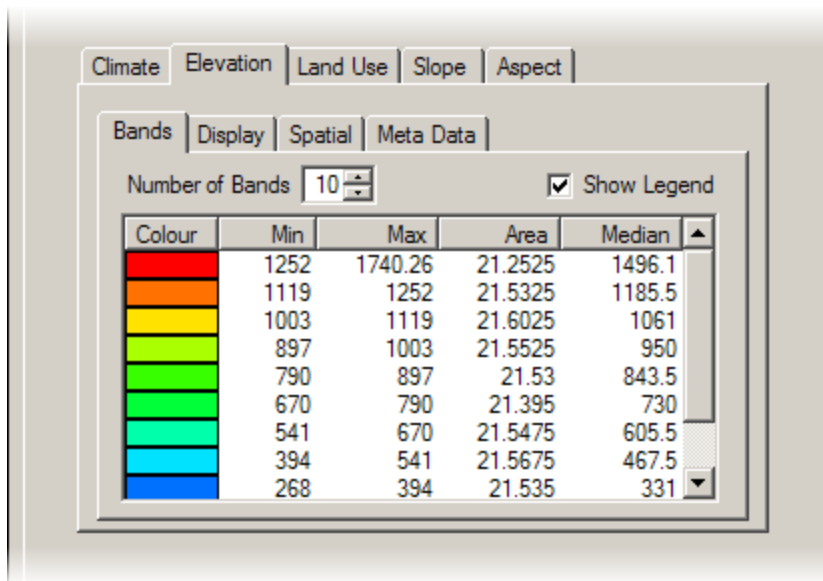 Climate Elevation Land Use Slope Aspect
Bands Display Spatial Meta Data
Number of Bands 10 Show Legend
Colour Min Max Area Median
1252 1740.26 21.2525 1496.1
1119 1252 21.5325 1185.5
1003 1119 21.6025 1061
897 1003 21.5525 950
790 897 21.53 843.5
670 790 21.395 730
541 670 21.5475 605.5
394 541 21.5675 467.5
268 394 21.535 331